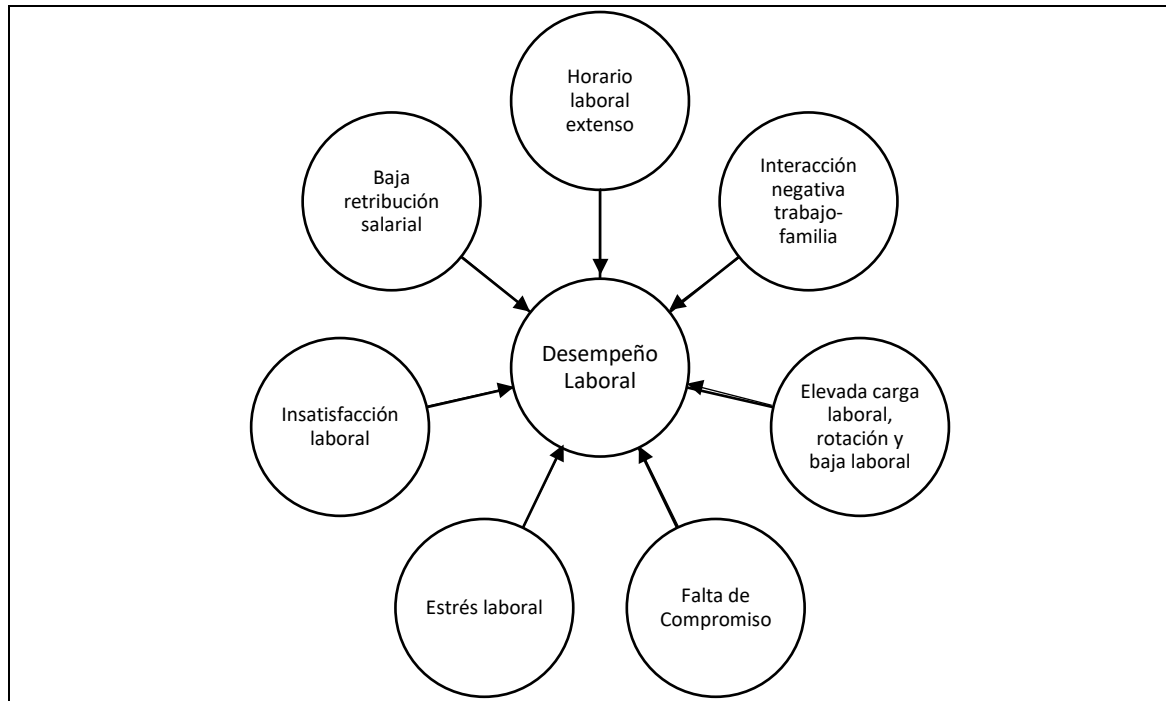 Horario
laboral
extenso
Baja
retribución
salarial
Interacción
negativa
trabajo-
familia
Desempeño
Laboral
Insatisfacción
laboral
Elevada carga
laboral,
rotación y
baja laboral
Estrés laboral
Falta de
Compromiso